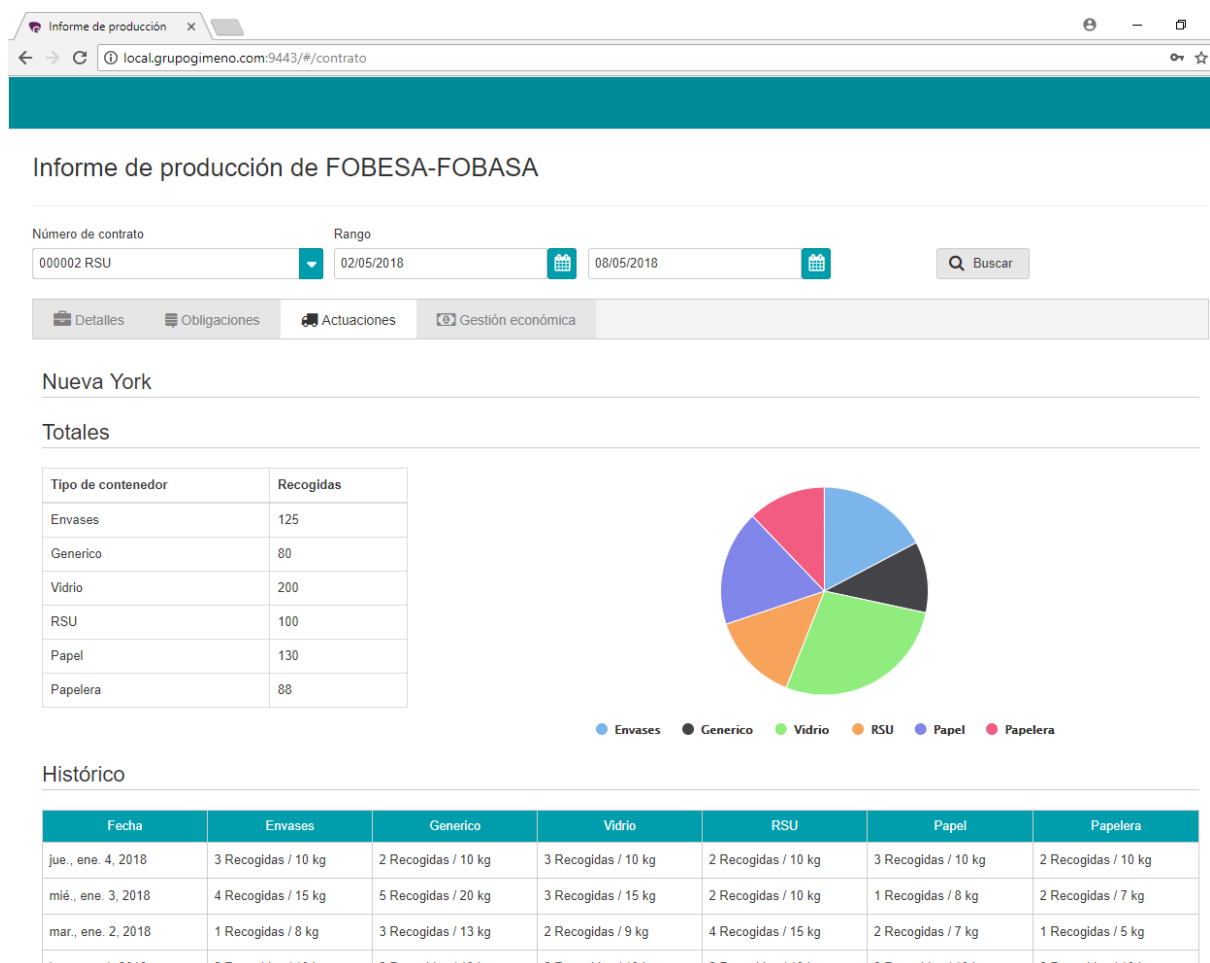 Informe de producción
local.grupogimeno.com:9443/#/contrato
Informe de producción de FOBESA-FOBASA
Número de contrato Rango
000002 RSU 02/05/2018 08/05/2018 Buscar
Detalles Obligaciones Actuaciones Gestión económica
Nueva York
Totales
Tipo de contenedor Recogidas
Envases 125
Generico 80
Vidrio 200
RSU 100
Papel 130
Papelera 88
Envases Generico Vidrio RSU Papel Papelera
Histórico
Fecha Envases Generico Vidrio RSU Papel Papelera
jue., ene. 4, 2018 3 Recogidas / 10 kg 2 Recogidas / 10 kg 3 Recogidas / 10 kg 2 Recogidas / 10 kg 3 Recogidas / 10 kg 2 Recogidas / 10 kg
mié., ene. 3, 2018 4 Recogidas / 15 kg 5 Recogidas / 20 kg 3 Recogidas / 15 kg 2 Recogidas / 10 kg 1 Recogidas / 8 kg 2 Recogidas / 7 kg
mar., ene. 2, 2018 1 Recogidas / 8 kg 3 Recogidas / 13 kg 2 Recogidas / 9 kg 4 Recogidas / 15 kg 2 Recogidas / 7 kg 1 Recogidas / 5 kg